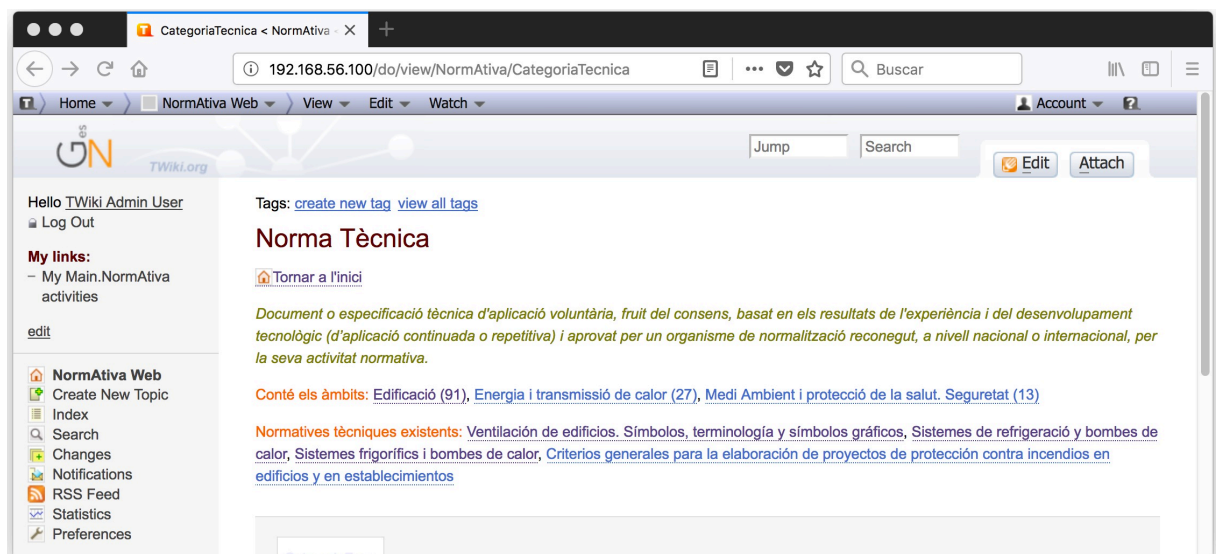 CategoriaTecnica < NormAtiva -
192.168.56.100/do/view/NormAtiva/CategoriaTecnica
Buscar
Home NormAtiva Web View Edit Watch Account
es
GN
TWiki.org
Jump Search
Edit Attach
Hello TWiki Admin User
Log Out
My links:
– My Main.NormAtiva
activities
edit
NormAtiva Web
Create New Topic
Index
Search
Changes
Notifications
RSS Feed
Statistics
Preferences
Tags: create new tag view all tags
Norma Tècnica
Tornar a l'inici
Document o especificació tècnica d'aplicació voluntària, fruit del consens, basat en els resultats de l'experiència i del desenvolupament
tecnològic (d'aplicació continuada o repetitiva) i aprovat per un organisme de normalització reconegut, a nivell nacional o internacional, per
la seva activitat normativa.
Conté els àmbits: Edificació (91), Energia i transmissió de calor (27), Medi Ambient i protecció de la salut. Seguretat (13)
Normatives tècniques existents: Ventilación de edificios. Símbolos, terminología y símbolos gráficos, Sistemes de refrigeració y bombes de
calor, Sistemes frigorífics i bombes de calor, Criterios generales para la elaboración de proyectos de protección contra incendios en
edificios y en establecimientos